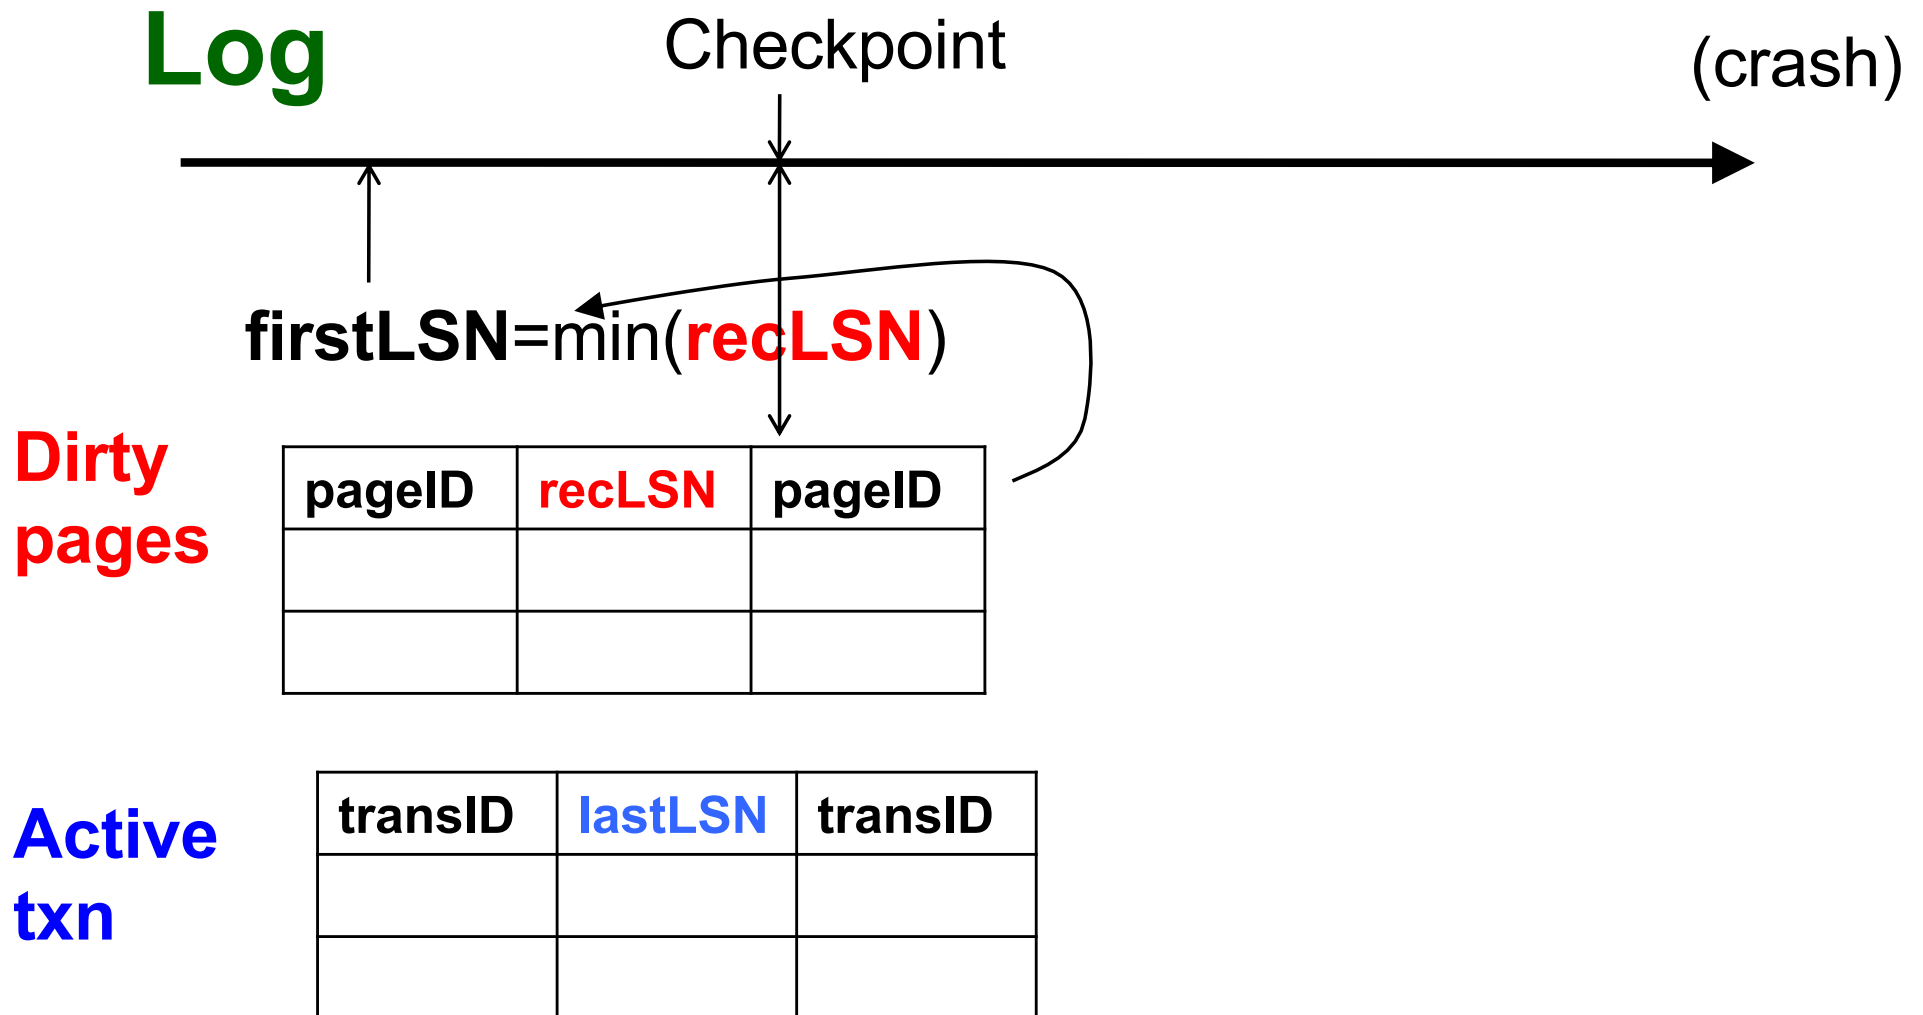 Log
Checkpoint
(crash)
firstLSN=min(recLSN)
Dirty
pages
pageID recLSN pageID
Active
txn
transID lastLSN transID